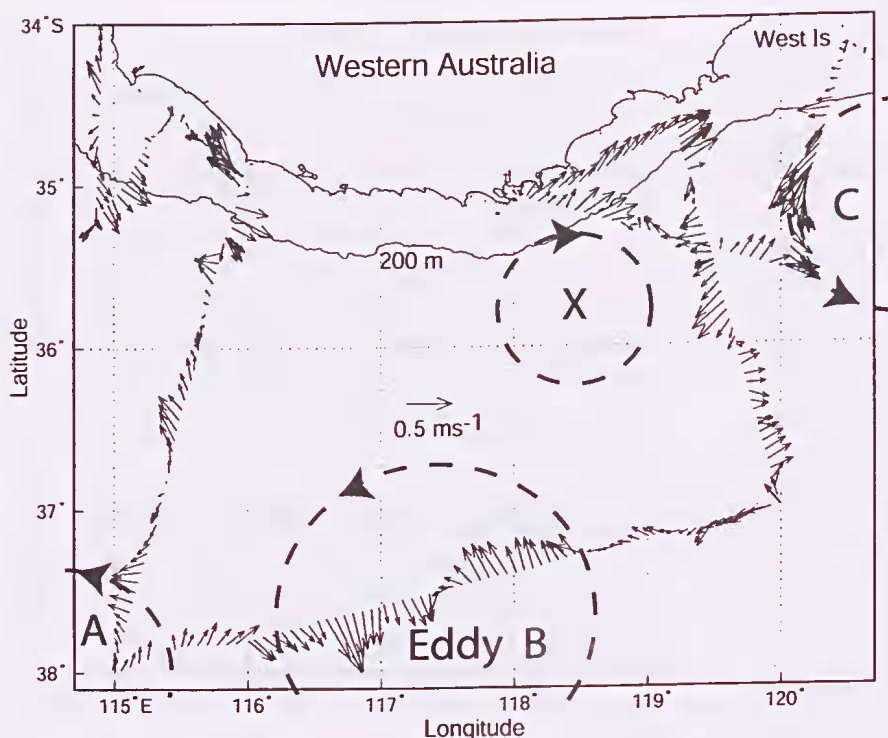 34°S
West Is
Western Australia
35°
C
200 m
X
Latitude
36°
0.5 ms-1
37°
A
Eddy B
38°
115°E
116°
117°
118°
119°
120°
Longitude